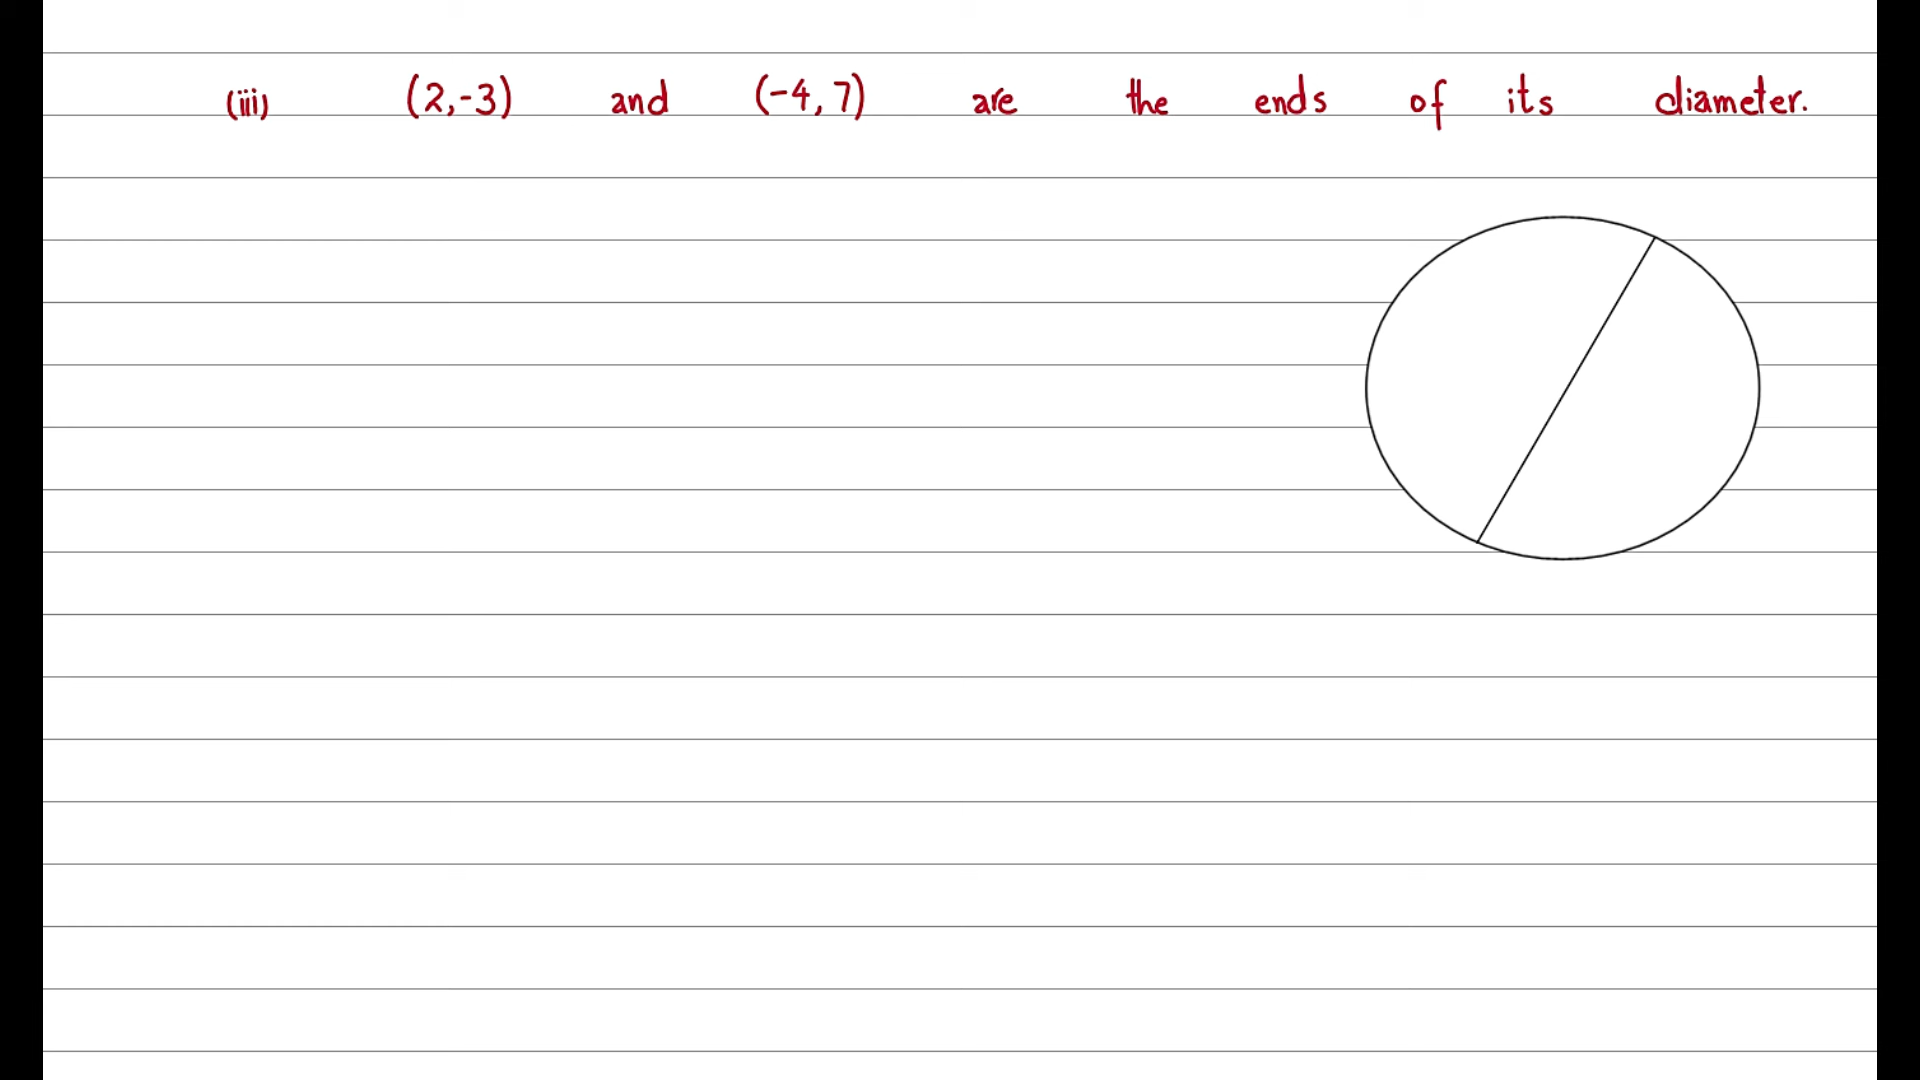 (iii) (2,-3) and (-4,7) are the ends of its diameter.